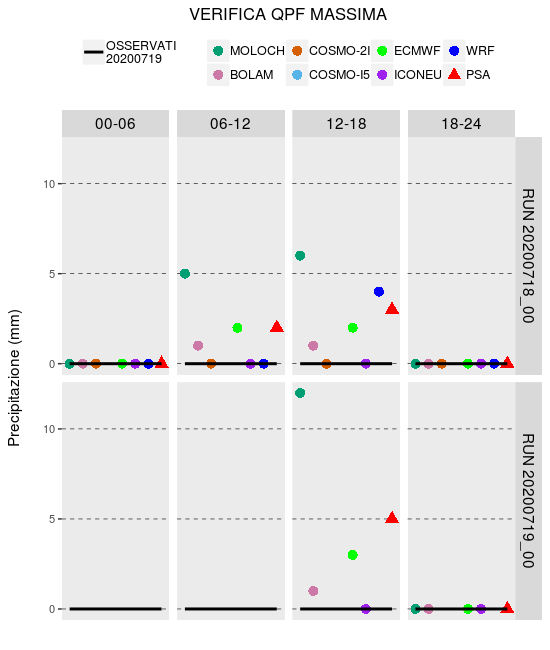 VERIFICA QPF MASSIMA
OSSERVATI
20200719
MOLOCH COSMO-2I ECMWF WRF
BOLAM COSMO-I5 ICONEU PSA
00-06 06-12 12-18 18-24
Precipitazione (mm)
10
5
0
RUN 20200718_00
10
5
0
RUN 20200719_00